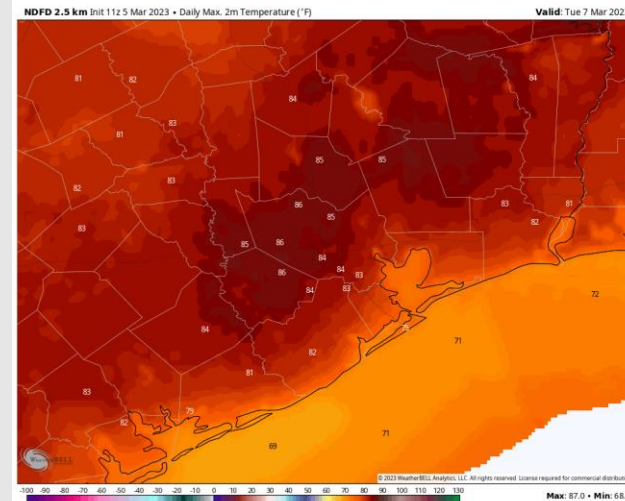 NDFD 2.5 km Init 11z 5 Mar 2023 • Daily Max. 2m Temperature (°F)
Valid: Tue 7 Mar 202
81 82 84 84
83
81
85 85
83
82
86 83 81
85 82
83
85 86
84
86 84 83
84 83
72
84 75
71
82
81
83
79
82
71
69
WeatherBELL
© 2023 WeatherBELL Analytics, LLC. All rights reserved. License required for commercial distribut
-100 -90 -80 -70 -60 -50 -40 -30 -20 -10 0 10 20 30 40 50 60 70 80 90 100 110 120 130
Max: 87.0 • Min: 68.